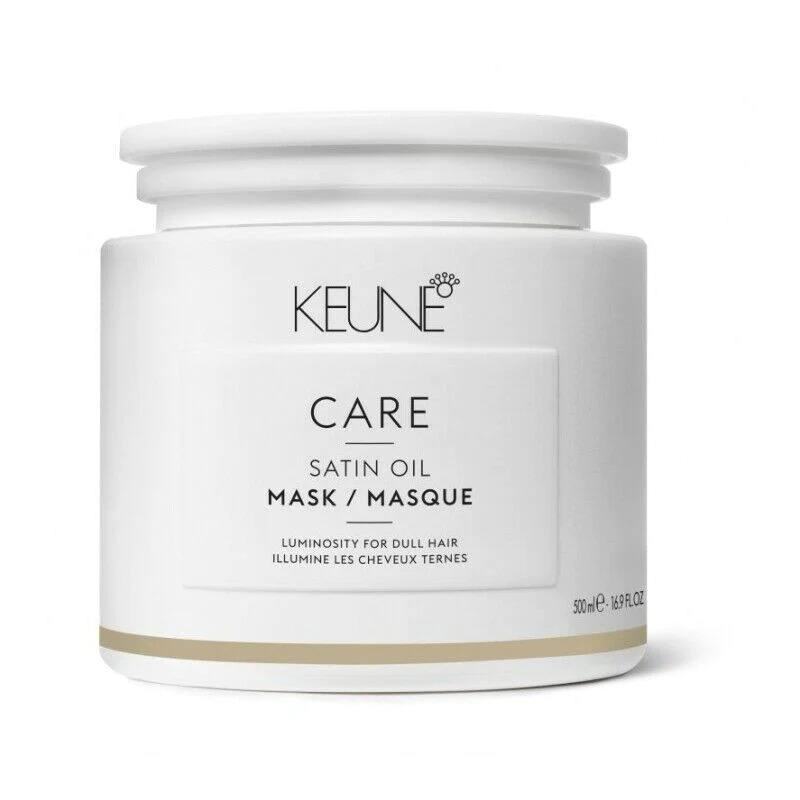 KEUNE
CARE
SATIN OIL
MASK / MASQUE
LUMINOSITY FOR DULL HAIR
ILLUMINE LES CHEVEUX TERNES
500 ml ℮ - 16.9 FL.OZ